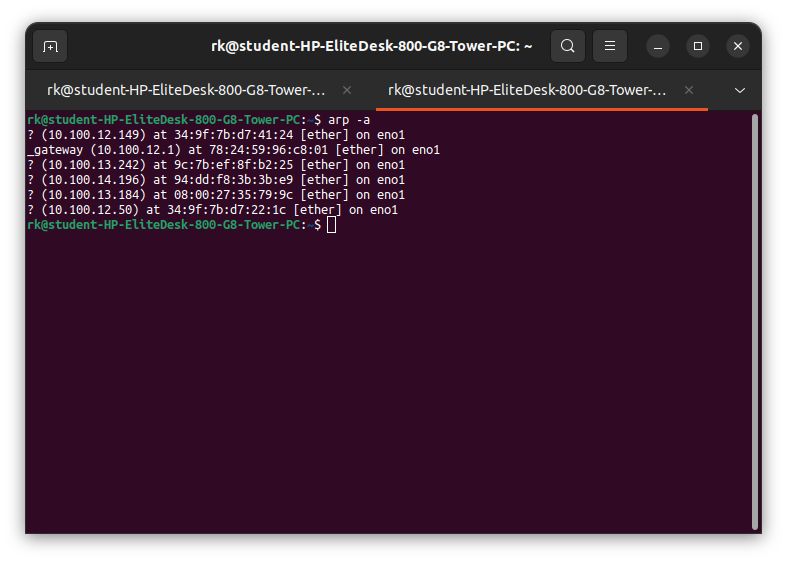 rk@student-HP-EliteDesk-800-G8-Tower-PC: ~
rk@student-HP-EliteDesk-800-G8-Tower-...
rk@student-HP-EliteDesk-800-G8-Tower-...
rk@student-HP-EliteDesk-800-G8-Tower-PC:~$ arp -a
? (10.100.12.149) at 34:9f:7b:d7:41:24 [ether] on eno1
_gateway (10.100.12.1) at 78:24:59:96:c8:01 [ether] on eno1
? (10.100.13.242) at 9c:7b:ef:8f:b2:25 [ether] on eno1
? (10.100.14.196) at 94:dd:f8:3b:3b:e9 [ether] on eno1
? (10.100.13.184) at 08:00:27:35:79:9c [ether] on eno1
? (10.100.12.50) at 34:9f:7b:d7:22:1c [ether] on eno1
rk@student-HP-EliteDesk-800-G8-Tower-PC:~$